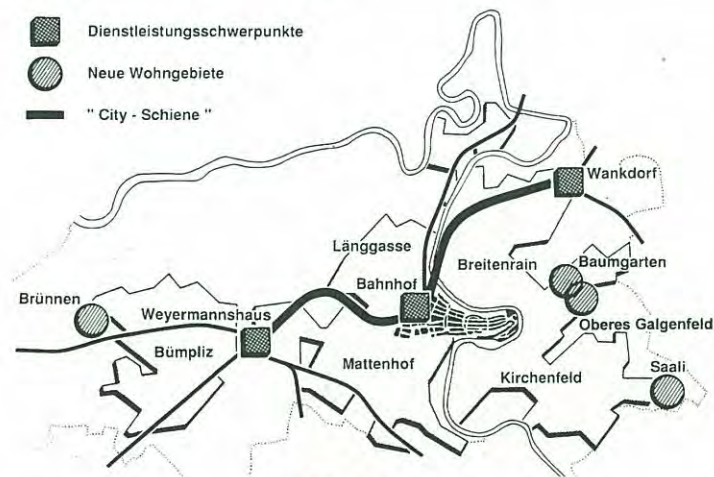 Dienstleistungsschwerpunkte
Neue Wohngebiete
" City - Schiene "
Wankdorf
Länggasse
Breitenrain
Baumgarten
Bahnhof
Brünnen
Weyermannshaus
Oberes Galgenfeld
Bümpliz
Mattenhof
Saali
Kirchenfeld